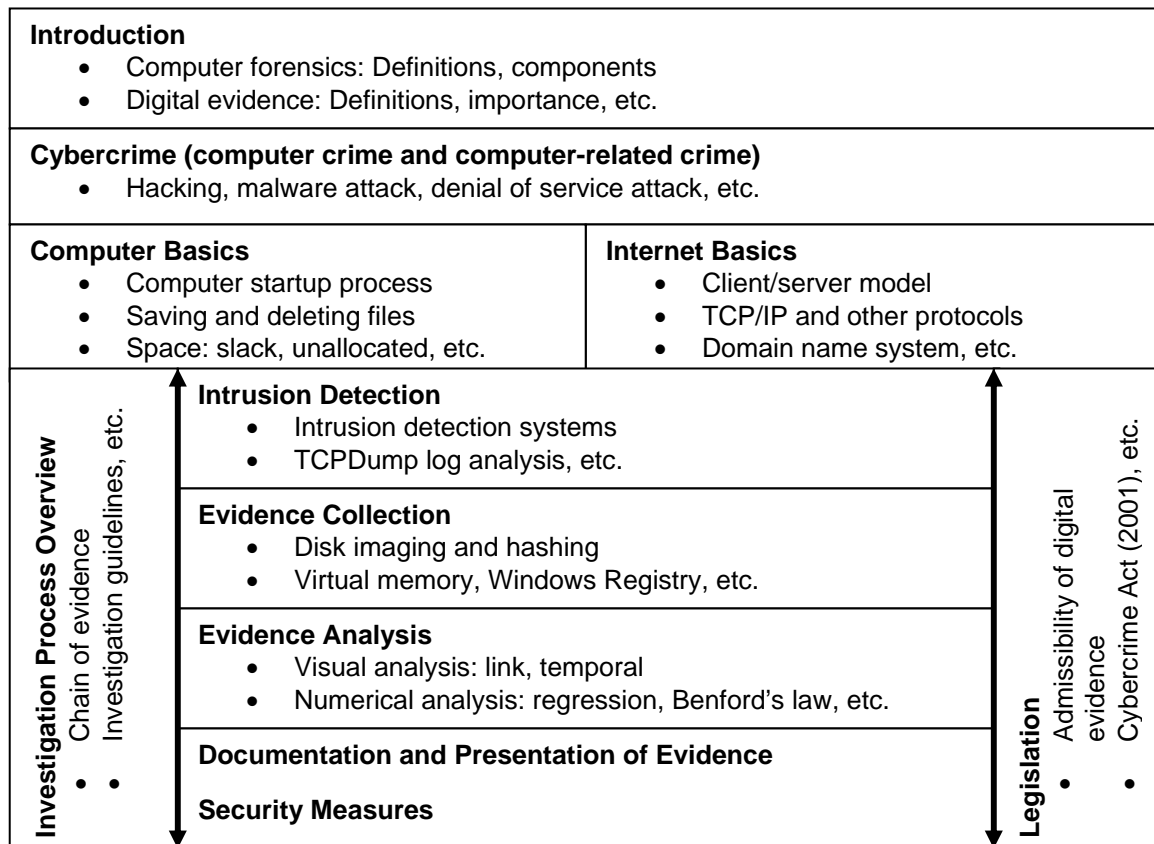 Introduction
• Computer forensics: Definitions, components
• Digital evidence: Definitions, importance, etc.
Cybercrime (computer crime and computer-related crime)
• Hacking, malware attack, denial of service attack, etc.
Computer Basics
• Computer startup process
• Saving and deleting files
• Space: slack, unallocated, etc.
Internet Basics
• Client/server model
• TCP/IP and other protocols
• Domain name system, etc.
Investigation Process Overview
• Chain of evidence
• Investigation guidelines, etc.
Intrusion Detection
• Intrusion detection systems
• TCPDump log analysis, etc.
Evidence Collection
• Disk imaging and hashing
• Virtual memory, Windows Registry, etc.
Evidence Analysis
• Visual analysis: link, temporal
• Numerical analysis: regression, Benford's law, etc.
Documentation and Presentation of Evidence
Security Measures
Legislation
• Admissibility of digital
evidence
• Cybercrime Act (2001), etc.